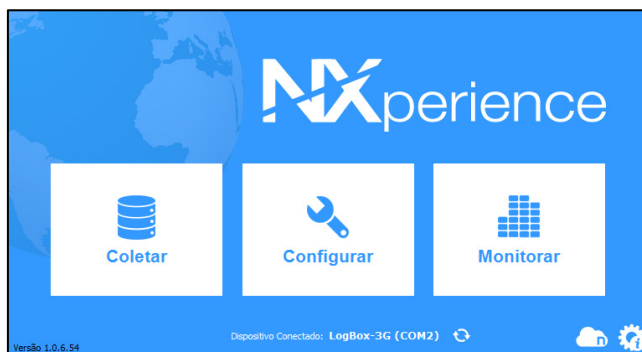 NXperience
Coletar
Configurar
Monitorar
Dispositivo Conectado: LogBox-3G (COM2)
n
Versão 1.0.6.54